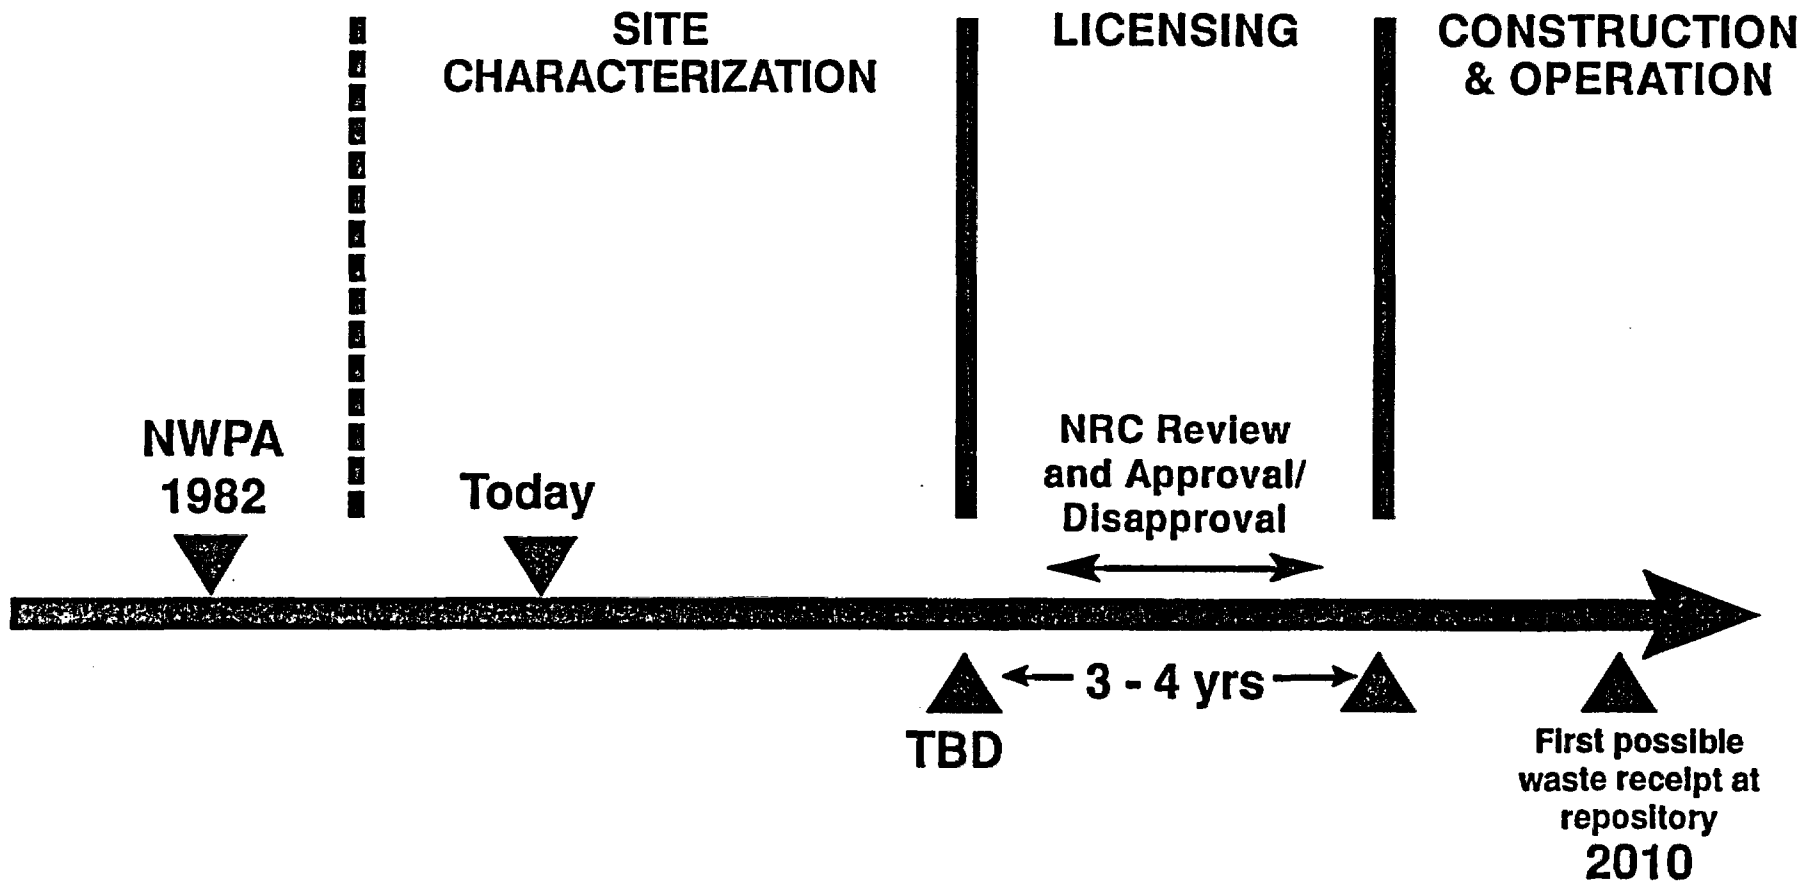 SITE
CHARACTERIZATION
LICENSING
CONSTRUCTION
& OPERATION
NWPA
1982
Today
NRC Review
and Approval/
Disapproval
3 - 4 yrs
TBD
First possible
waste receipt at
repository
2010